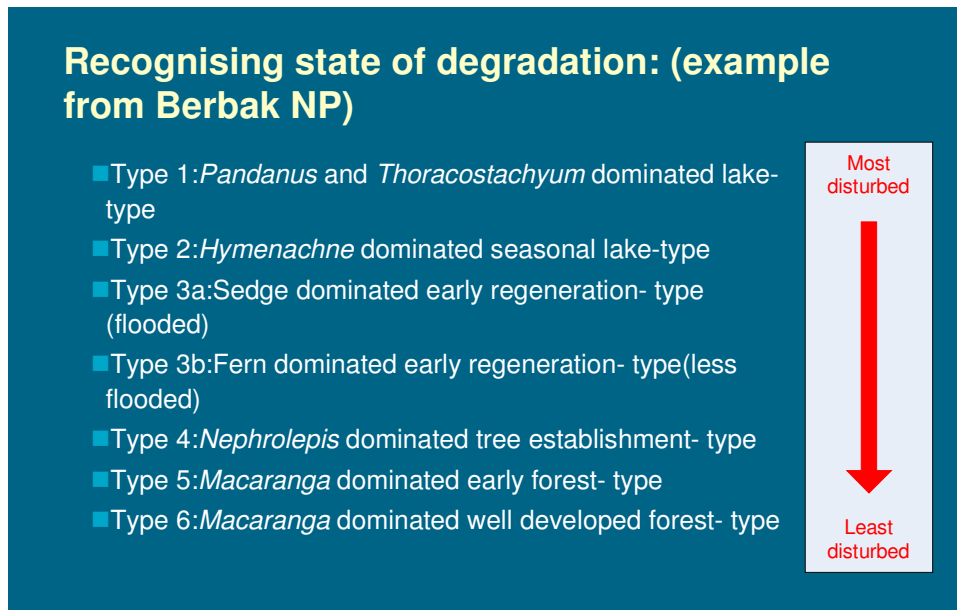 Recognising state of degradation: (example
from Berbak NP)
Type 1:Pandanus and Thoracostachyum dominated lake-
type
Type 2:Hymenachne dominated seasonal lake-type
Type 3a:Sedge dominated early regeneration- type
(flooded)
Type 3b:Fern dominated early regeneration- type(less
flooded)
Type 4:Nephrolepis dominated tree establishment- type
Type 5:Macaranga dominated early forest- type
Type 6:Macaranga dominated well developed forest- type
Most
disturbed
Least
disturbed